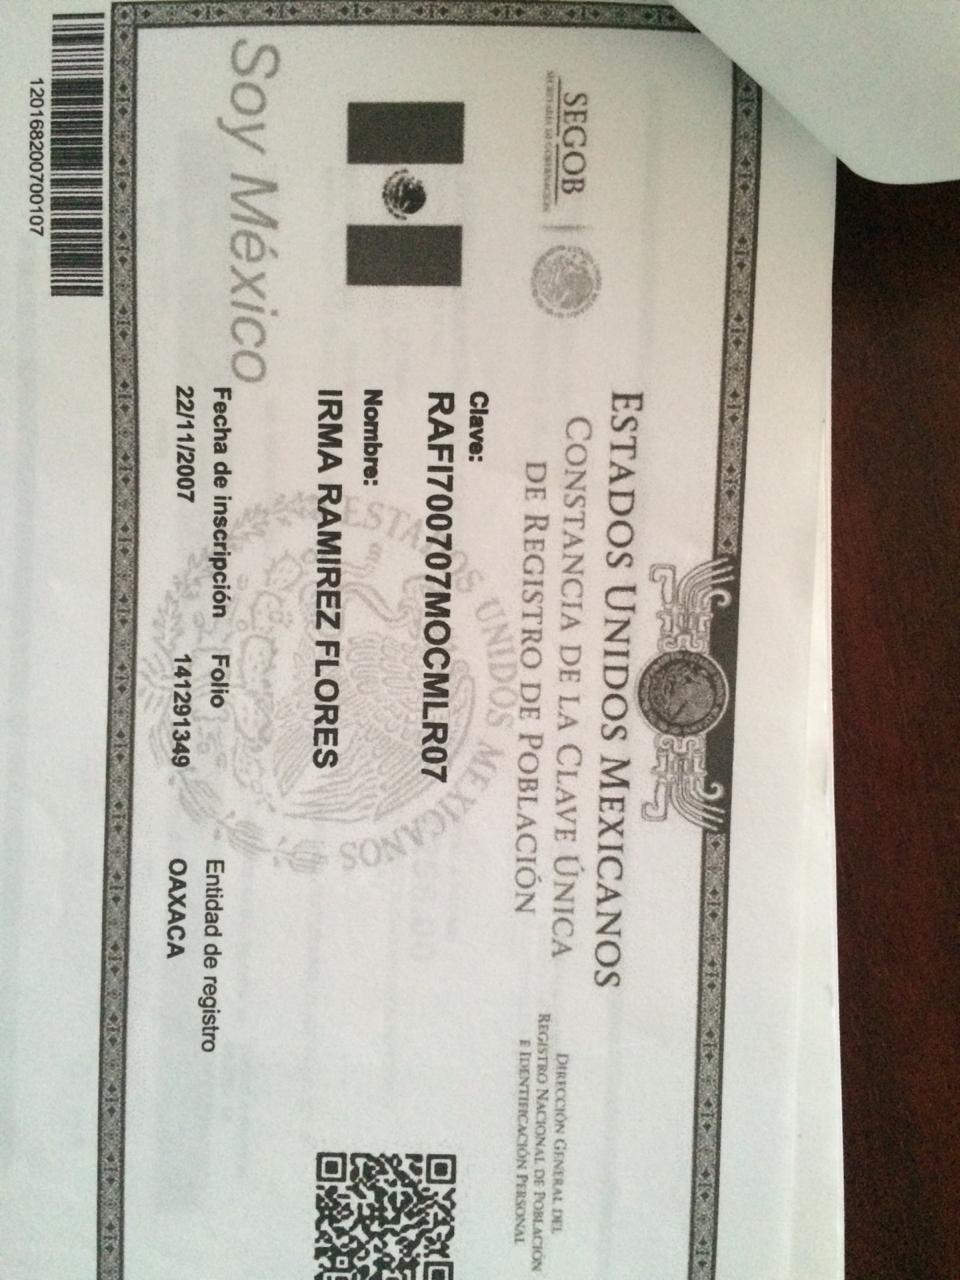 ESTADOS UNIDOS MEXICANOS
CONSTANCIA DE LA CLAVE ÚNICA
DE REGISTRO DE POBLACIÓN
SEGOB
SECRETARÍA DE GOBERNACIÓN
DIRECCIÓN GENERAL DEL
REGISTRO NACIONAL DE POBLACIÓN
E IDENTIFICACIÓN PERSONAL
ESTADOS UNIDOS MEXICANOS
Clave:
RAFI700707MOCMLR07
Nombre:
IRMA RAMIREZ FLORES
Soy México
Fecha de inscripción
22/11/2007
Folio
141291349
Entidad de registro
OAXACA
120168200700107